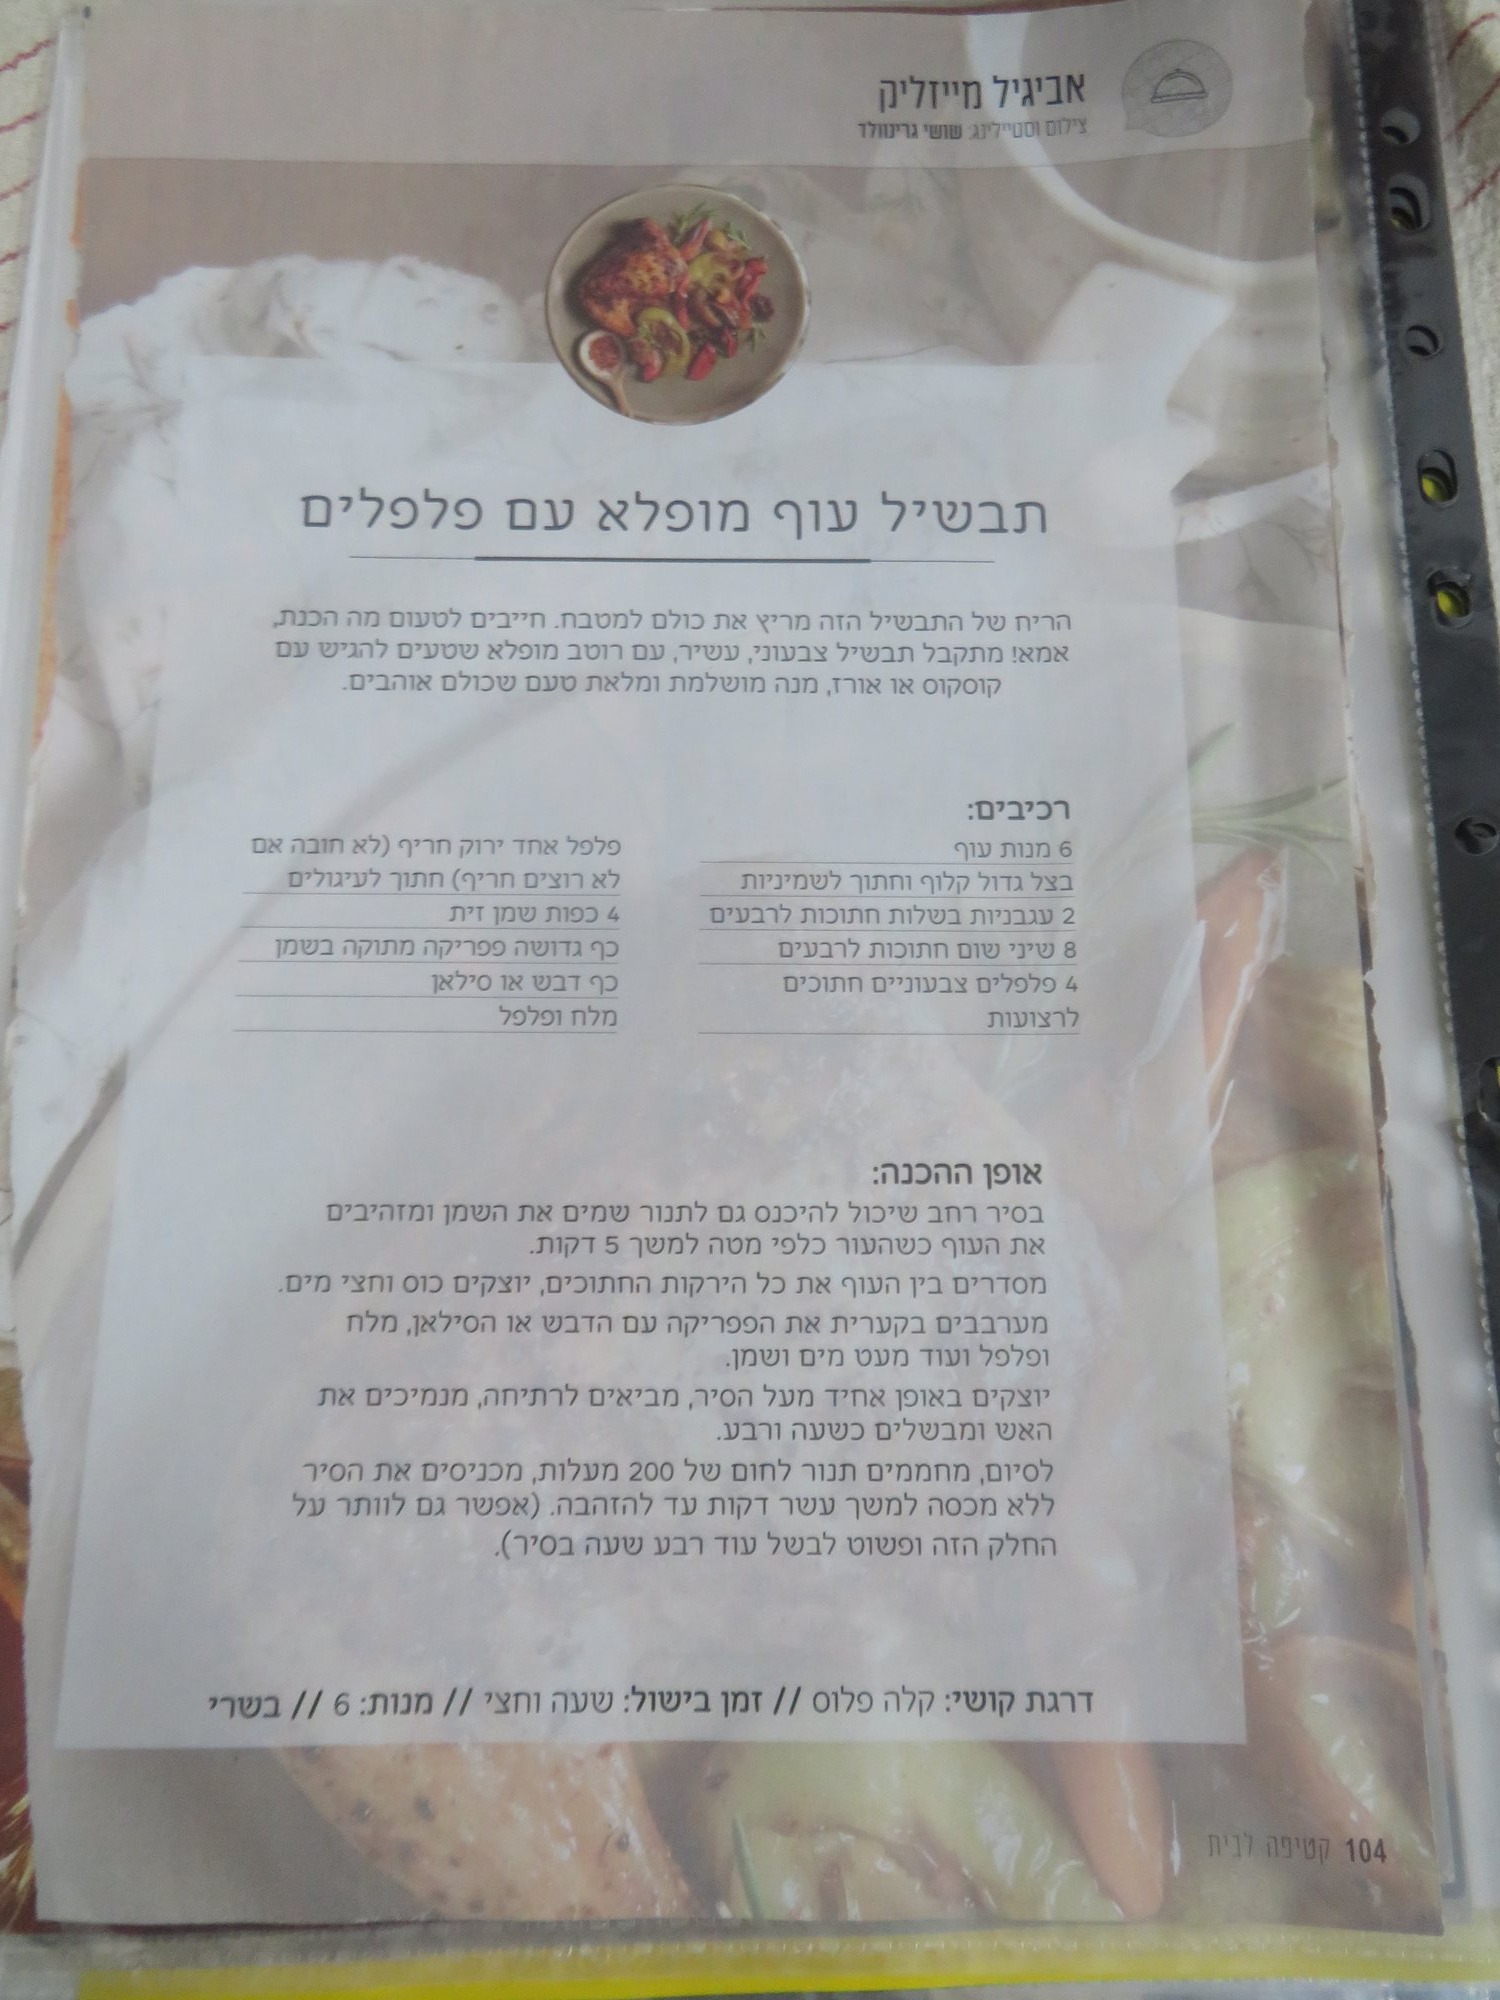 אביגיל מייזליק
צילום וסטיילינג: שושי גרינוולד
תבשיל עוף מופלא עם פלפלים
הריח של התבשיל הזה מריץ את כולם למטבח. חייבים לטעום מה הכנת,
אמא! מתקבל תבשיל צבעוני, עשיר, עם רוטב מופלא שטעים להגיש עם
קוסקוס או אורז, מנה מושלמת ומלאת טעם שכולם אוהבים.
רכיבים:
6 מנות עוף
בצל גדול קלוף וחתוך לשמיניות
2 עגבניות בשלות חתוכות לרבעים
8 שיני שום חתוכות לרבעים
4 פלפלים צבעוניים חתוכים
לרצועות
פלפל אחד ירוק חריף (לא חובה אם
לא רוצים חריף) חתוך לעיגולים
4 כפות שמן זית
כף גדושה פפריקה מתוקה בשמן
כף דבש או סילאן
מלח ופלפל
אופן ההכנה:
בסיר רחב שיכול להיכנס גם לתנור שמים את השמן ומזהיבים
את העוף כשהעור כלפי מטה למשך 5 דקות.
מסדרים בין העוף את כל הירקות החתוכים, יוצקים כוס וחצי מים.
מערבבים בקערית את הפפריקה עם הדבש או הסילאן, מלח
ופלפל ועוד מעט מים ושמן.
יוצקים באופן אחיד מעל הסיר, מביאים לרתיחה, מנמיכים את
האש ומבשלים כשעה ורבע.
לסיום, מחממים תנור לחום של 200 מעלות, מכניסים את הסיר
ללא מכסה למשך עשר דקות עד להזהבה. (אפשר גם לוותר על
החלק הזה ופשוט לבשל עוד רבע שעה בסיר).
דרגת קושי: קלה פלוס // זמן בישול: שעה וחצי // מנות: 6 // בשרי
104 קטיפה לבית